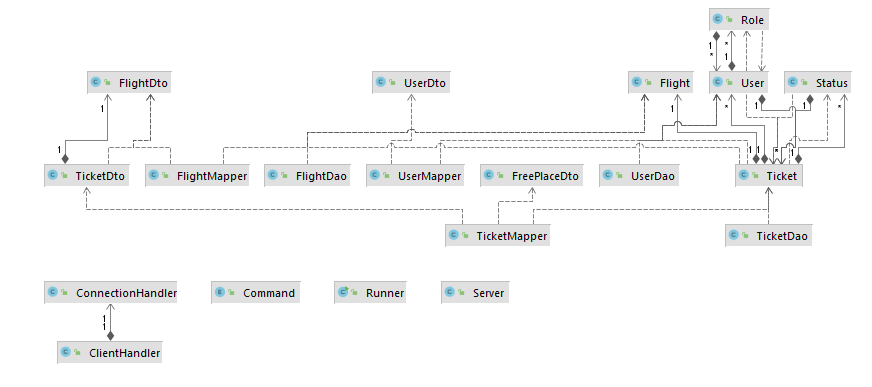 Role
FlightDto
UserDto
Flight
User
Status
TicketDto
FlightMapper
FlightDao
UserMapper
FreePlaceDto
UserDao
Ticket
TicketMapper
TicketDao
ConnectionHandler
Command
Runner
Server
ClientHandler